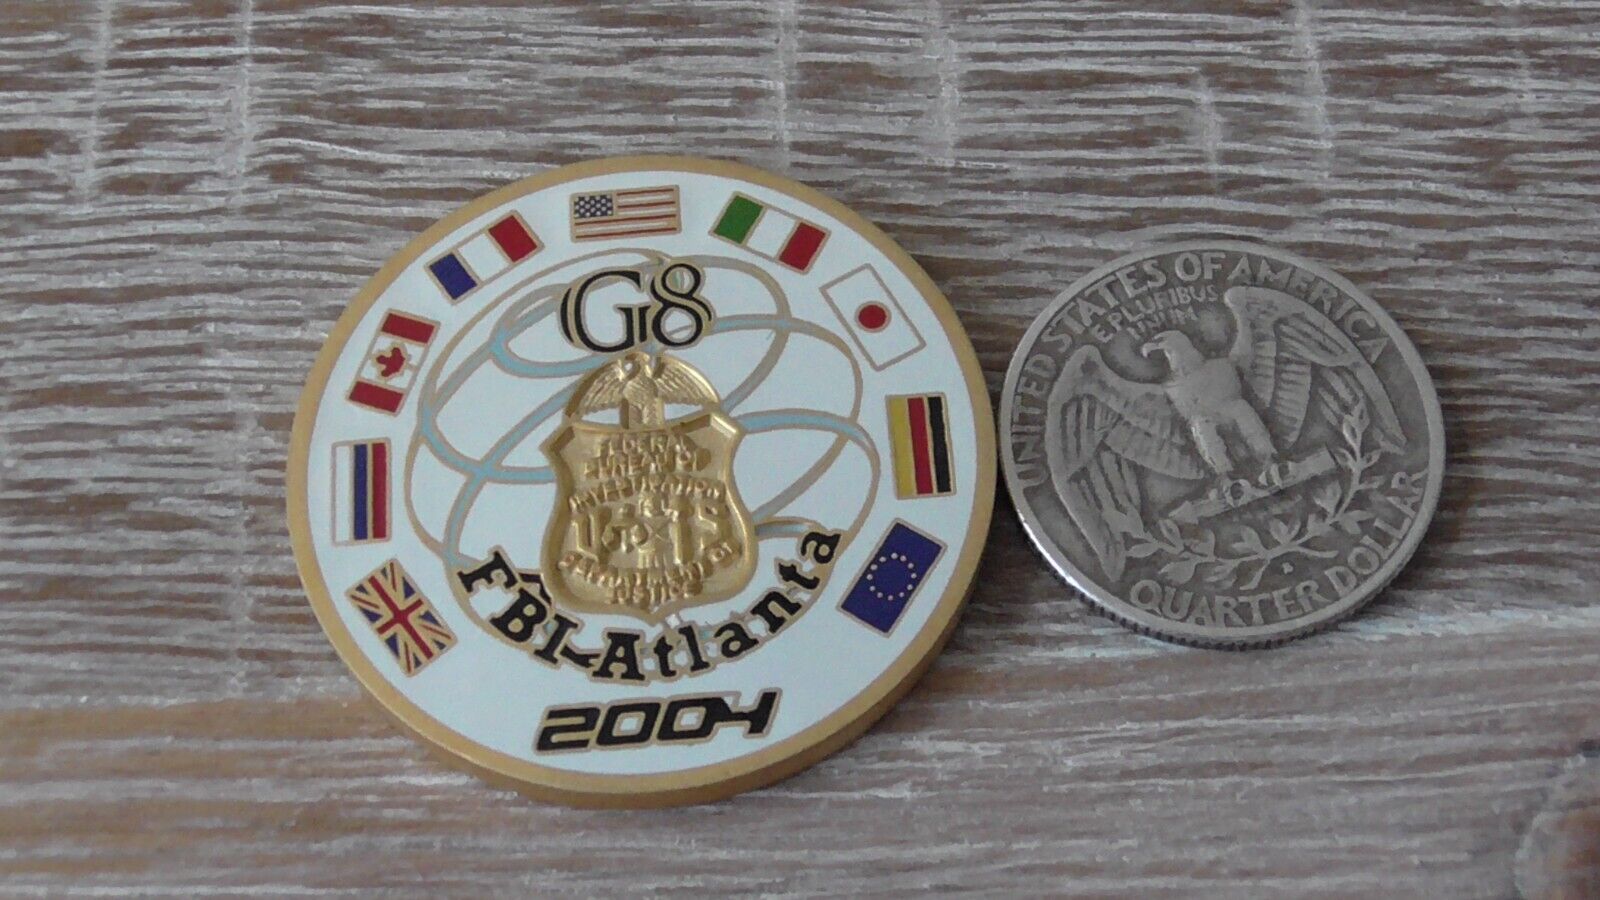 G8
FEDERAL
BUREAU OF
INVESTIGATION
U S
DEPARTMENT OF
JUSTICE
FBI-Atlanta
2004
UNITED STATES OF AMERICA
E·PLURIBUS
UNUM
QUARTER DOLLAR